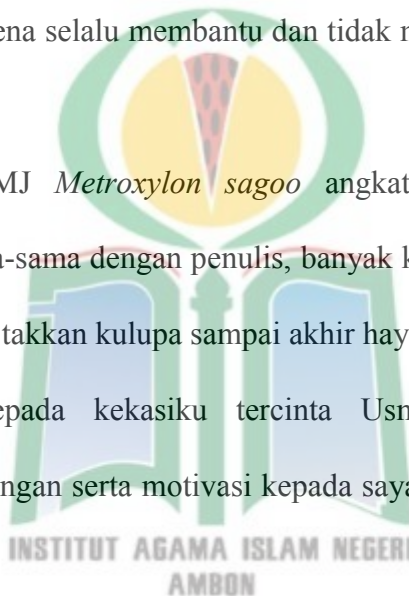 ena selalu membantu dan tidak
MJ Metroxylon sagoo angkat
a-sama dengan penulis, banyak
takkan kulupa sampai akhir hay
epada kekasiku tercinta Usn
ngan serta motivasi kepada saya
INSTITUT AGAMA ISLAM NEGERI
AMBON